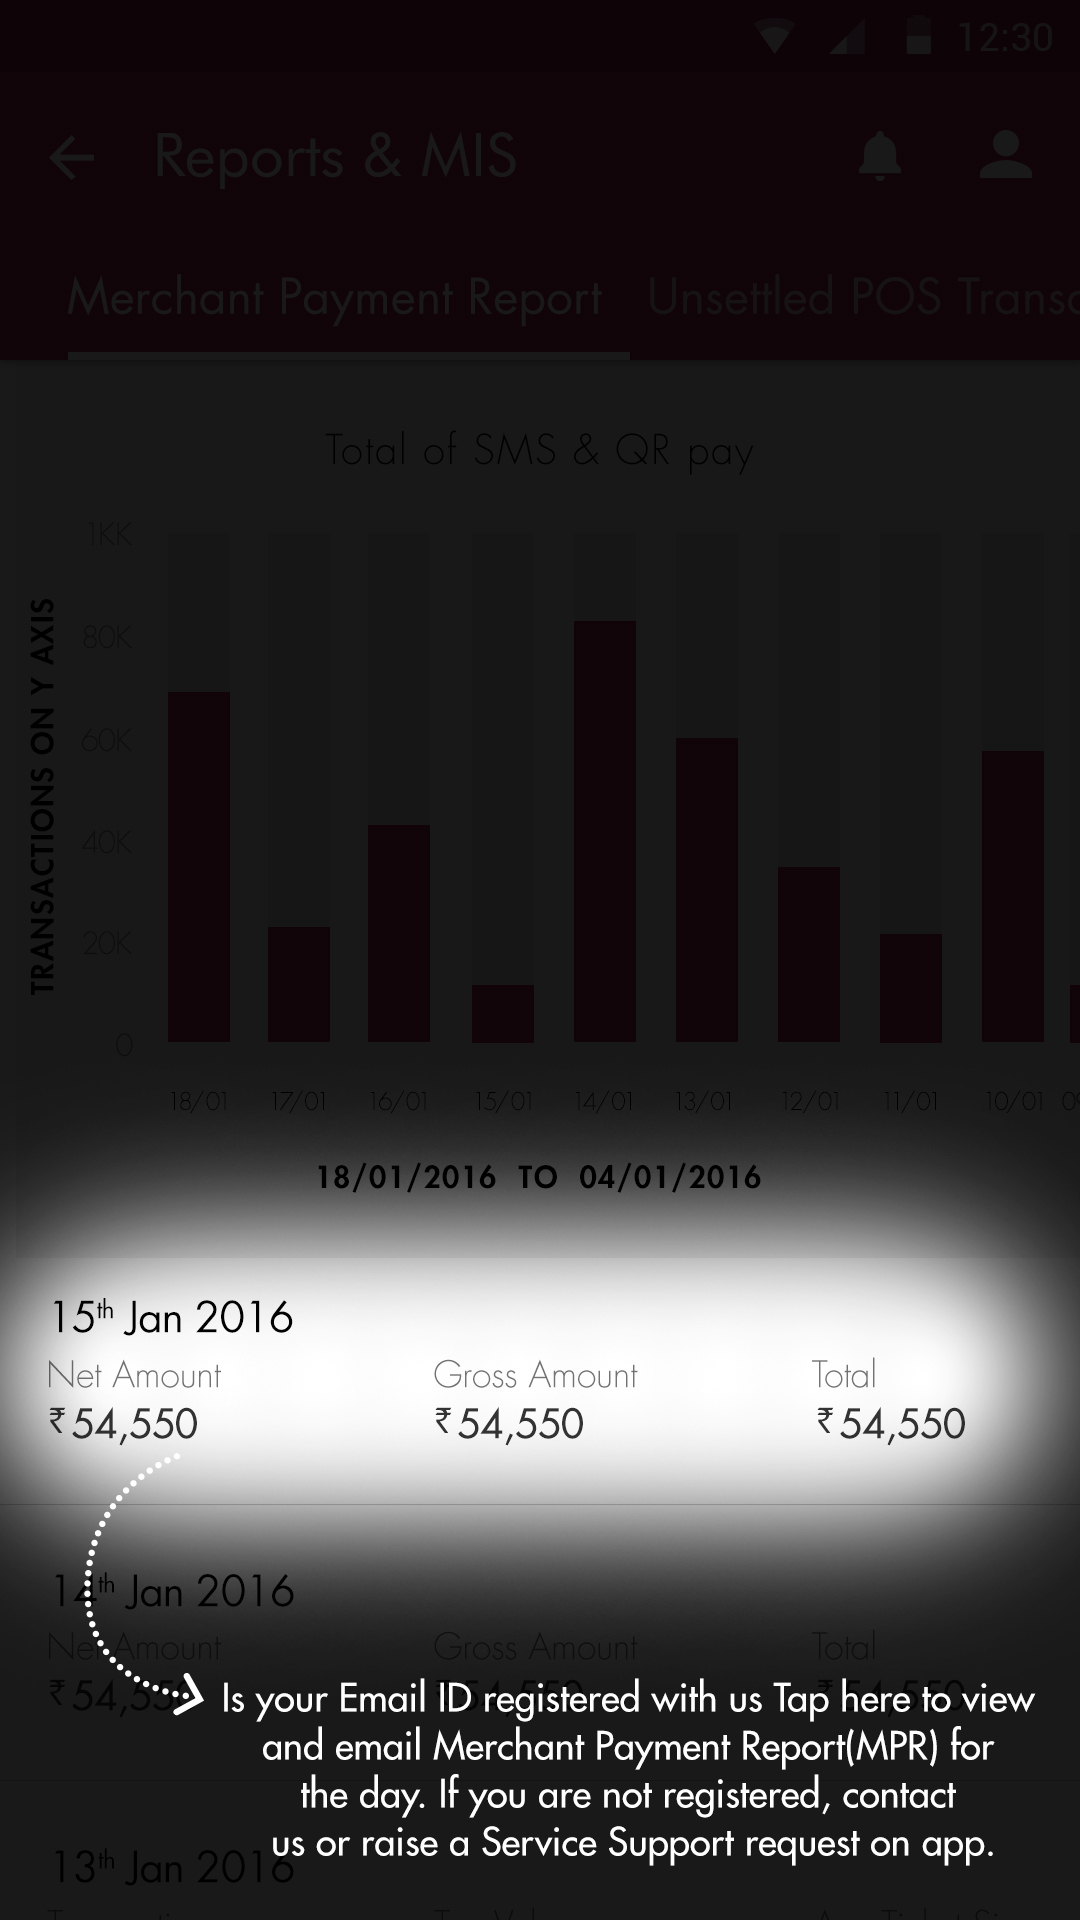 12:30
Reports & MIS
Merchant Payment Report Unsettled POS
Total of SMS & QR pay
1KK
80K
60K
40K
20K
0
TRANSACTIONS ON Y AXIS
18/01 17/01 16/01 15/01 14/01 13/01 12/01 11/01 10/01
18/01/2016 TO 04/01/2016
15th Jan 2016
Net Amount Gross Amount Total
₹54,550 ₹54,550 ₹54,550
14th Jan 2016
Net Amount Gross Amount Total
₹54,550 ₹54,550 ₹54,550
Is your Email ID registered with us Tap here to view
and email Merchant Payment Report(MPR) for
the day. If you are not registered, contact
us or raise a Service Support request on app.
13th Jan 2016